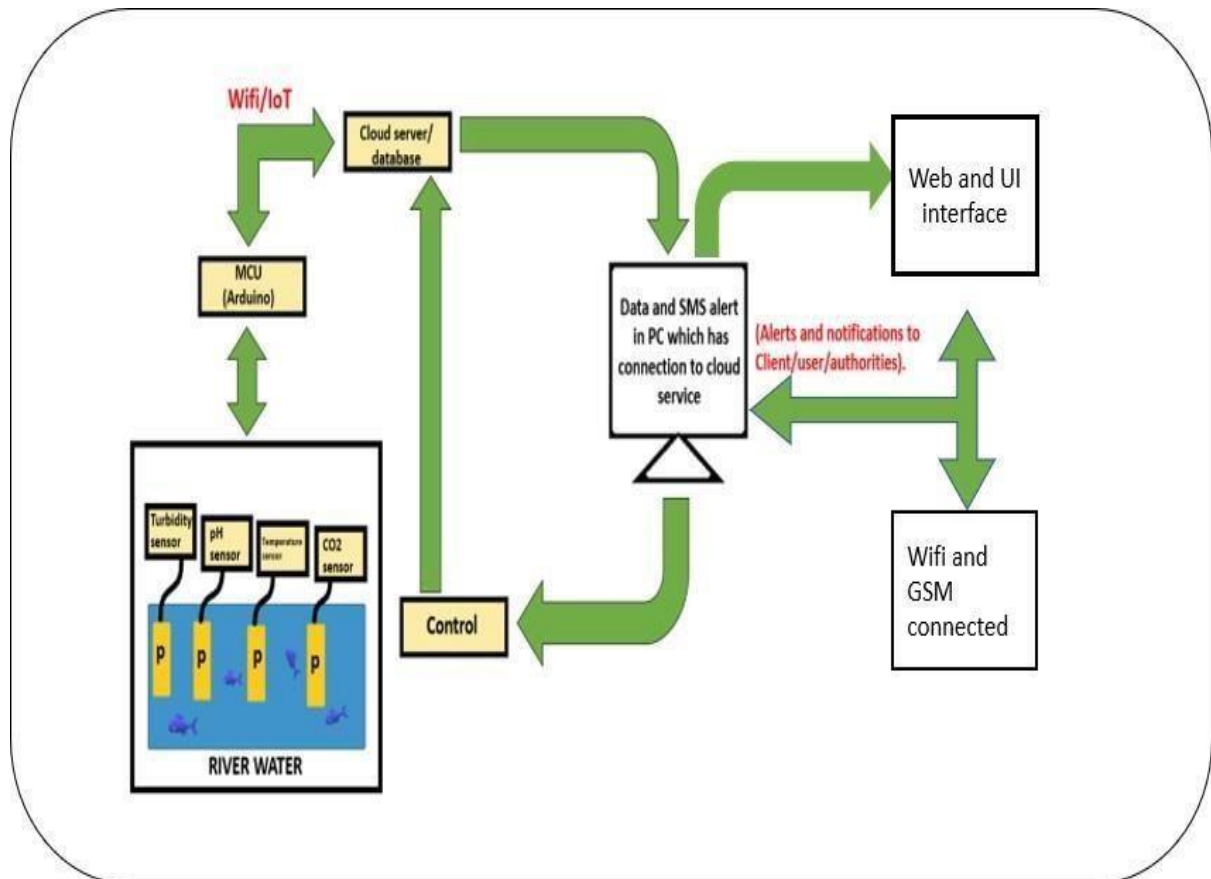 Wifi/IoT
Cloud server/
database
Web and UI
interface
MCU
(Arduino)
Data and SMS alert
in PC which has
connection to cloud
service
(Alerts and notifications to
Client/user/authorities).
Turbidity
sensor
pH
sensor
Temperature
sensor
CO2
sensor
Control
Wifi and
GSM
connected
p
p
p
p
RIVER WATER